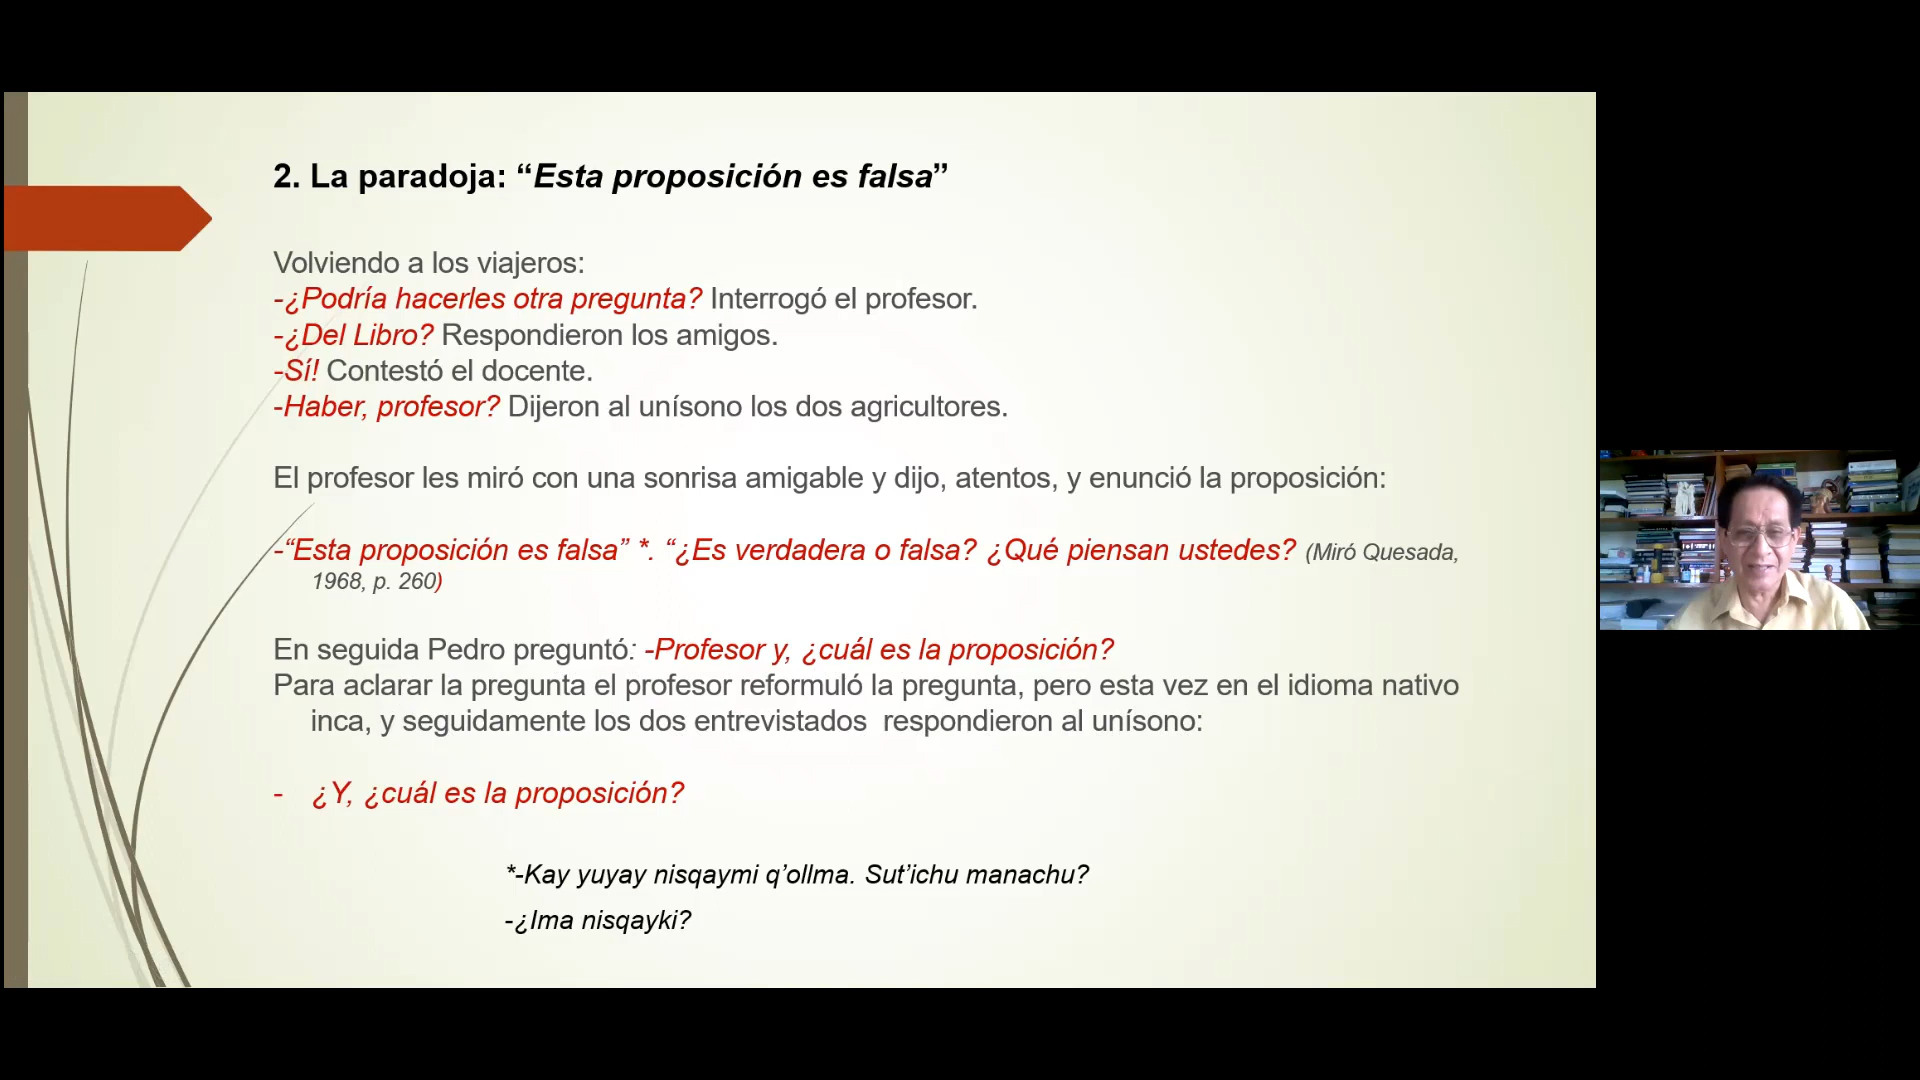 2. La paradoja: “Esta proposición es falsa”
Volviendo a los viajeros:
-¿Podría hacerles otra pregunta? Interrogó el profesor.
-¿Del Libro? Respondieron los amigos.
-Sí! Contestó el docente.
-Haber, profesor? Dijeron al unísono los dos agricultores.
El profesor les miró con una sonrisa amigable y dijo, atentos, y enunció la proposición:
-“Esta proposición es falsa” *. “¿Es verdadera o falsa? ¿Qué piensan ustedes? (Miró Quesada,
1968, p. 260)
En seguida Pedro preguntó: -Profesor y, ¿cuál es la proposición?
Para aclarar la pregunta el profesor reformuló la pregunta, pero esta vez en el idioma nativo
inca, y seguidamente los dos entrevistados respondieron al unísono:
- ¿Y, ¿cuál es la proposición?
*-Kay yuyay nisqaymi q’ollma. Sut’ichu manachu?
-¿Ima nisqayki?